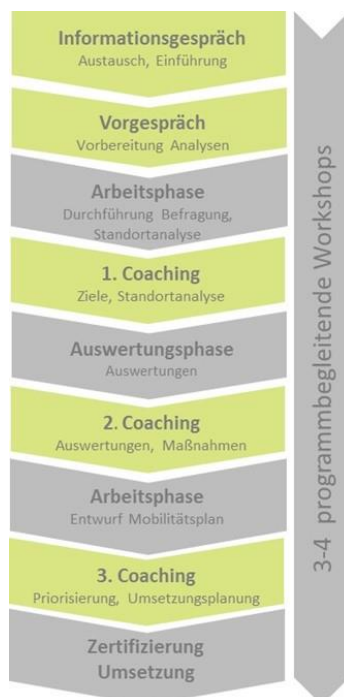 Informationsgespräch
Austausch, Einführung
Vorgespräch
Vorbereitung Analysen
Arbeitsphase
Durchführung Befragung,
Standortanalyse
1. Coaching
Ziele, Standortanalyse
Auswertungsphase
Auswertungen
2. Coaching
Auswertungen, Maßnahmen
Arbeitsphase
Entwurf Mobilitätsplan
3. Coaching
Priorisierung, Umsetzungsplanung
Zertifizierung
Umsetzung
3-4 programmbegleitende Workshops